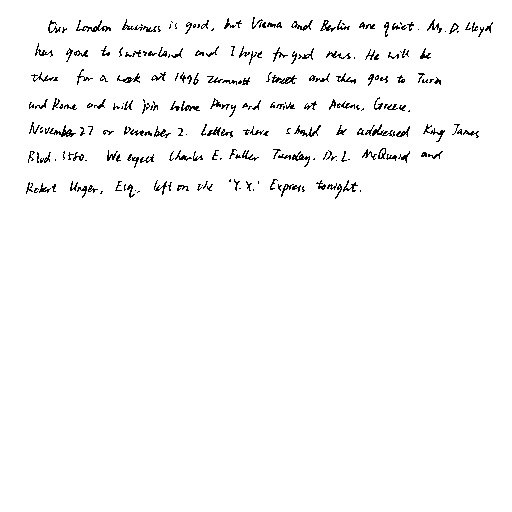 Our London business is good, but Vienna and Berlin are quiet. Mr. D. Lloyd
has gone to Switzerland and I hope for good news. He will be
there for a week at 1496 Zermott Street and then goes to Turin
and Rome and will join Colone Parry and arrive at Athens, Greece,
November 27 or December 2. Letters there should be addressed King James
Blvd. 3580. We expect Charles E. Fuller Tuesday. Dr. L. McQuaid and
Robert Unger, Esq., left on the 'Y.X.' Express tonight.